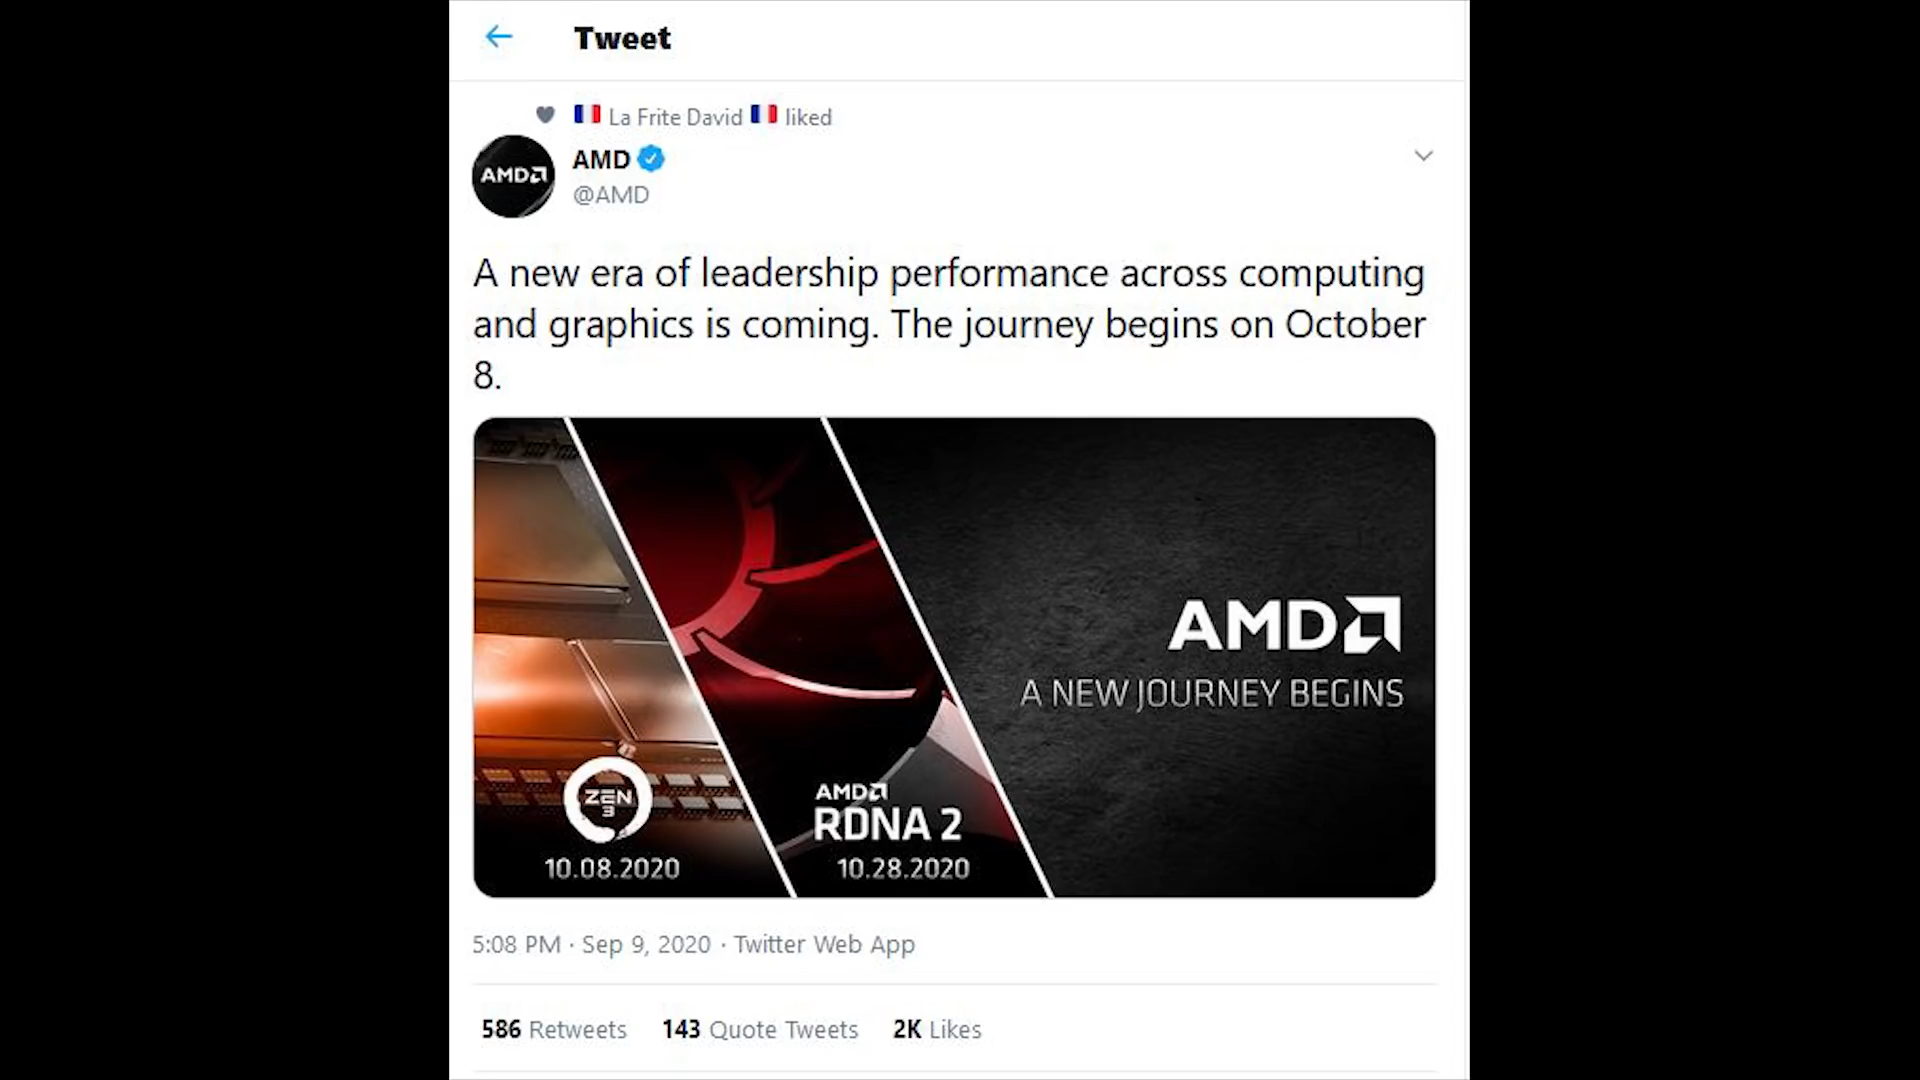 Tweet
La Frite David liked
AMD
AMD
@AMD
A new era of leadership performance across computing
and graphics is coming. The journey begins on October
8.
AMD
A NEW JOURNEY BEGINS
ZEN
3
10.08.2020
AMD
RDNA 2
10.28.2020
5:08 PM · Sep 9, 2020 · Twitter Web App
586 Retweets 143 Quote Tweets 2K Likes